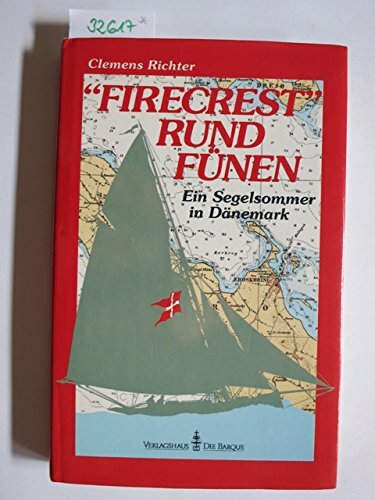 32617
Clemens Richter
"FIRECREST"
RUND
FÜNEN
Ein Segelsommer
in Dänemark
VERLAGSHAUS DIE BARQUE